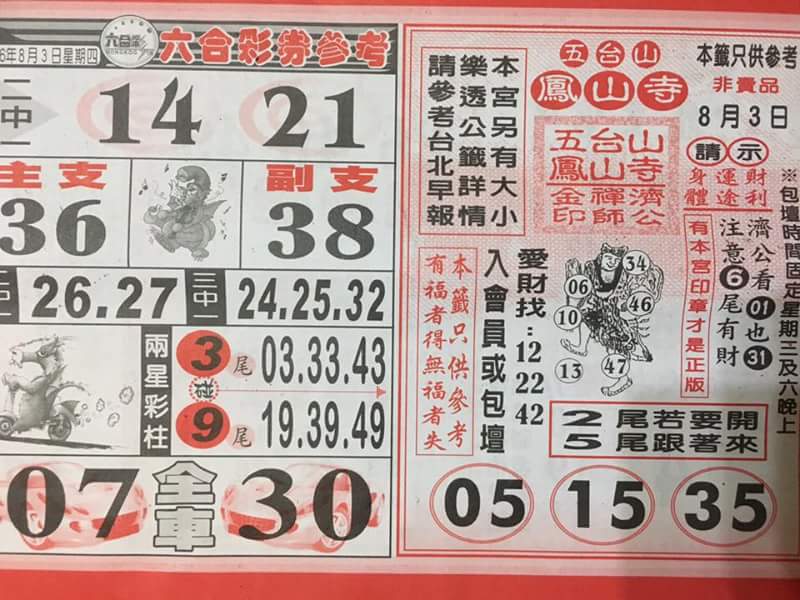 6年8月3日星期四
六合彩
六合彩券參考
二中一
14 21
主支
副支
36
38
26.27
三中一
24.25.32
兩星彩柱
3尾
03.33.43
9尾
19.39.49
07
全車
30
本宮另有大小
樂透公籤詳情
請參考台北早報
五台山
鳳山寺
五台山
鳳山寺
金禪濟
印師公
本籤只供參考
非賣品
8月3日
請示
財利
運途
身體
※包壇時間固定星期三及六晚上
濟公看01也31
注意6尾有財
有本宮印章才是正版
34
06
46
10
13
47
愛財找:12 22 42
入會員或包壇
本籤只供參考
有福者得無福者失
2尾若要開
5尾跟著來
05 15 35